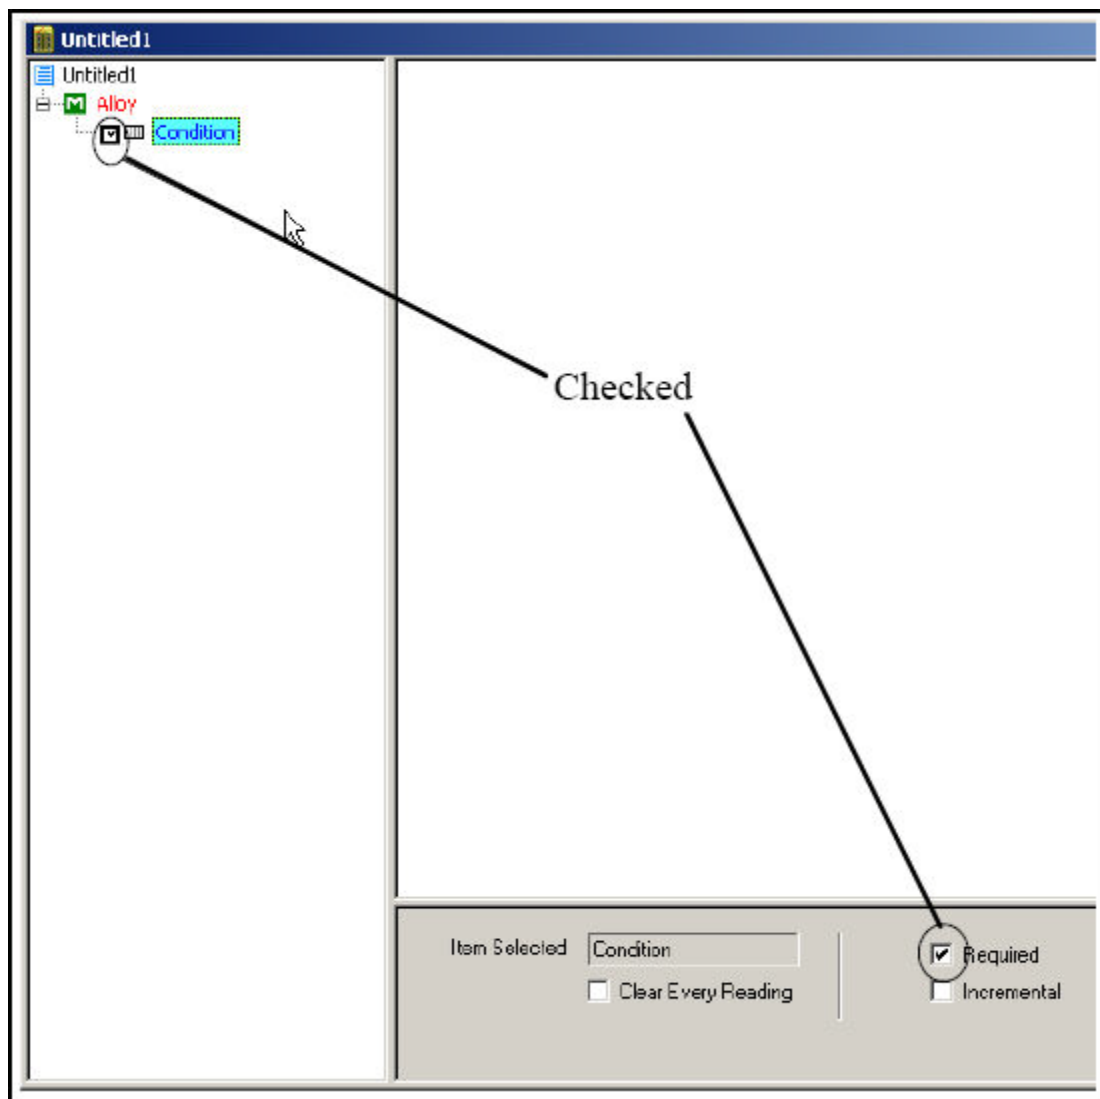 Untitled1
Untitled1
M Alloy
Condition
Checked
Item Selected Condition
Required
Clear Every Reading
Incremental